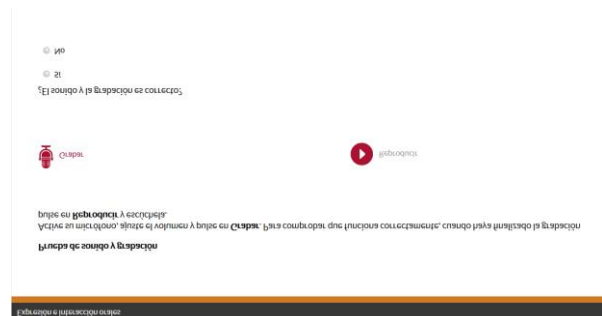 Expresión e interacción orales
Prueba de sonido y grabación
Active su micrófono, ajuste el volumen y pulse en Grabar. Para comprobar que funciona correctamente, cuando haya finalizado la grabación
pulse en Reproducir y escúchela.
Grabar
Reproducir
¿El sonido y la grabación es correcto?
Sí
No